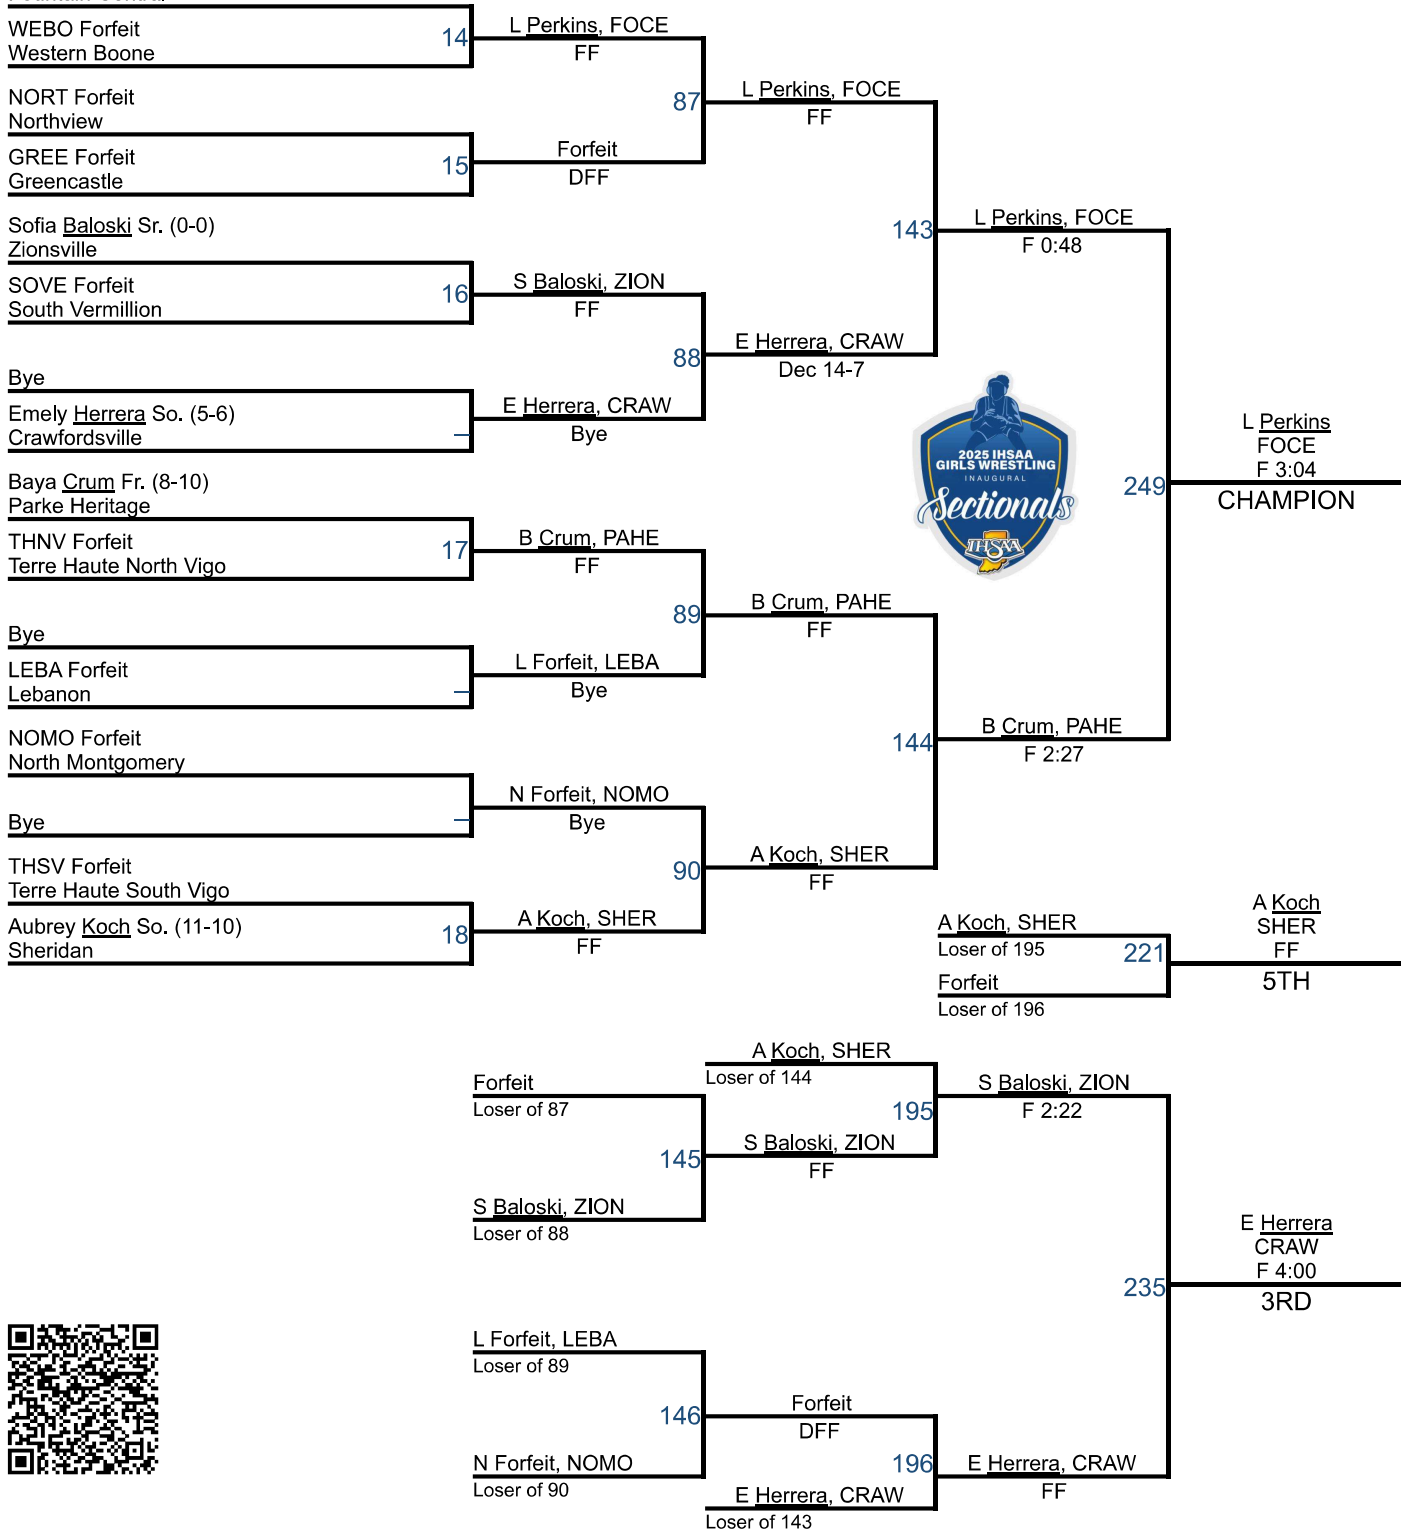 WEBO Forfeit
Western Boone
14
L Perkins, FOCE
FF
NORT Forfeit
Northview
87
L Perkins, FOCE
FF
GREE Forfeit
Greencastle
15
Forfeit
DFF
Sofia Baloski Sr. (0-0)
Zionsville
143
L Perkins, FOCE
F 0:48
SOVE Forfeit
South Vermillion
16
S Baloski, ZION
FF
88
E Herrera, CRAW
Dec 14-7
Bye
Emely Herrera So. (5-6)
Crawfordsville
E Herrera, CRAW
Bye
2025 IHSAA
GIRLS WRESTLING
INAUGURAL
Sectionals
IHSAA
249
L Perkins
FOCE
F 3:04
CHAMPION
Baya Crum Fr. (8-10)
Parke Heritage
THNV Forfeit
Terre Haute North Vigo
17
B Crum, PAHE
FF
89
B Crum, PAHE
FF
Bye
LEBA Forfeit
Lebanon
L Forfeit, LEBA
Bye
NOMO Forfeit
North Montgomery
144
B Crum, PAHE
F 2:27
Bye
N Forfeit, NOMO
Bye
THSV Forfeit
Terre Haute South Vigo
90
A Koch, SHER
FF
Aubrey Koch So. (11-10)
Sheridan
18
A Koch, SHER
FF
A Koch, SHER
Loser of 195
221
Forfeit
Loser of 196
A Koch
SHER
FF
5TH
A Koch, SHER
Loser of 144
Forfeit
Loser of 87
195
S Baloski, ZION
F 2:22
145
S Baloski, ZION
FF
S Baloski, ZION
Loser of 88
235
E Herrera
CRAW
F 4:00
3RD
L Forfeit, LEBA
Loser of 89
146
Forfeit
DFF
N Forfeit, NOMO
Loser of 90
196
E Herrera, CRAW
FF
E Herrera, CRAW
Loser of 143